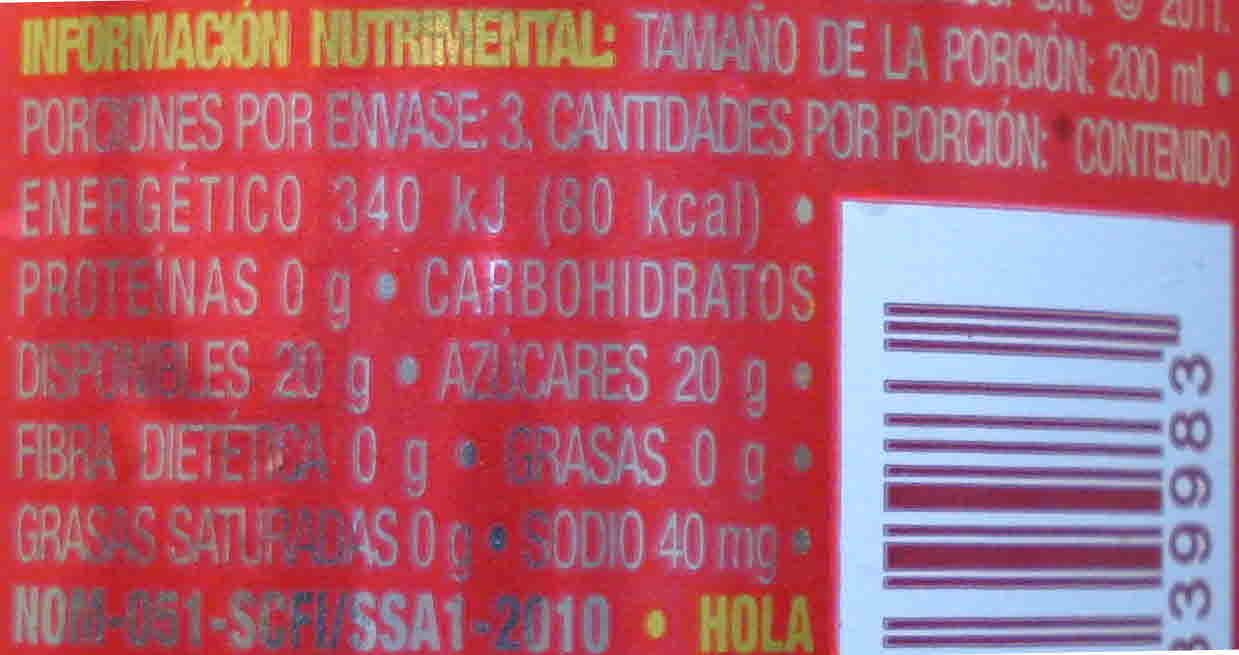 © 2011.
INFORMACIÓN NUTRIMENTAL: TAMAÑO DE LA PORCIÓN: 200 ml •
PORCIONES POR ENVASE: 3. CANTIDADES POR PORCIÓN: *CONTENIDO
ENERGÉTICO 340 kJ (80 kcal) •
PROTEÍNAS 0 g • CARBOHIDRATOS
DISPONIBLES 20 g • AZÚCARES 20 g •
FIBRA DIETÉTICA 0 g • GRASAS 0 g •
GRASAS SATURADAS 0 g • SODIO 40 mg •
NOM-051-SCFI/SSA1-2010 • HOLA
33983